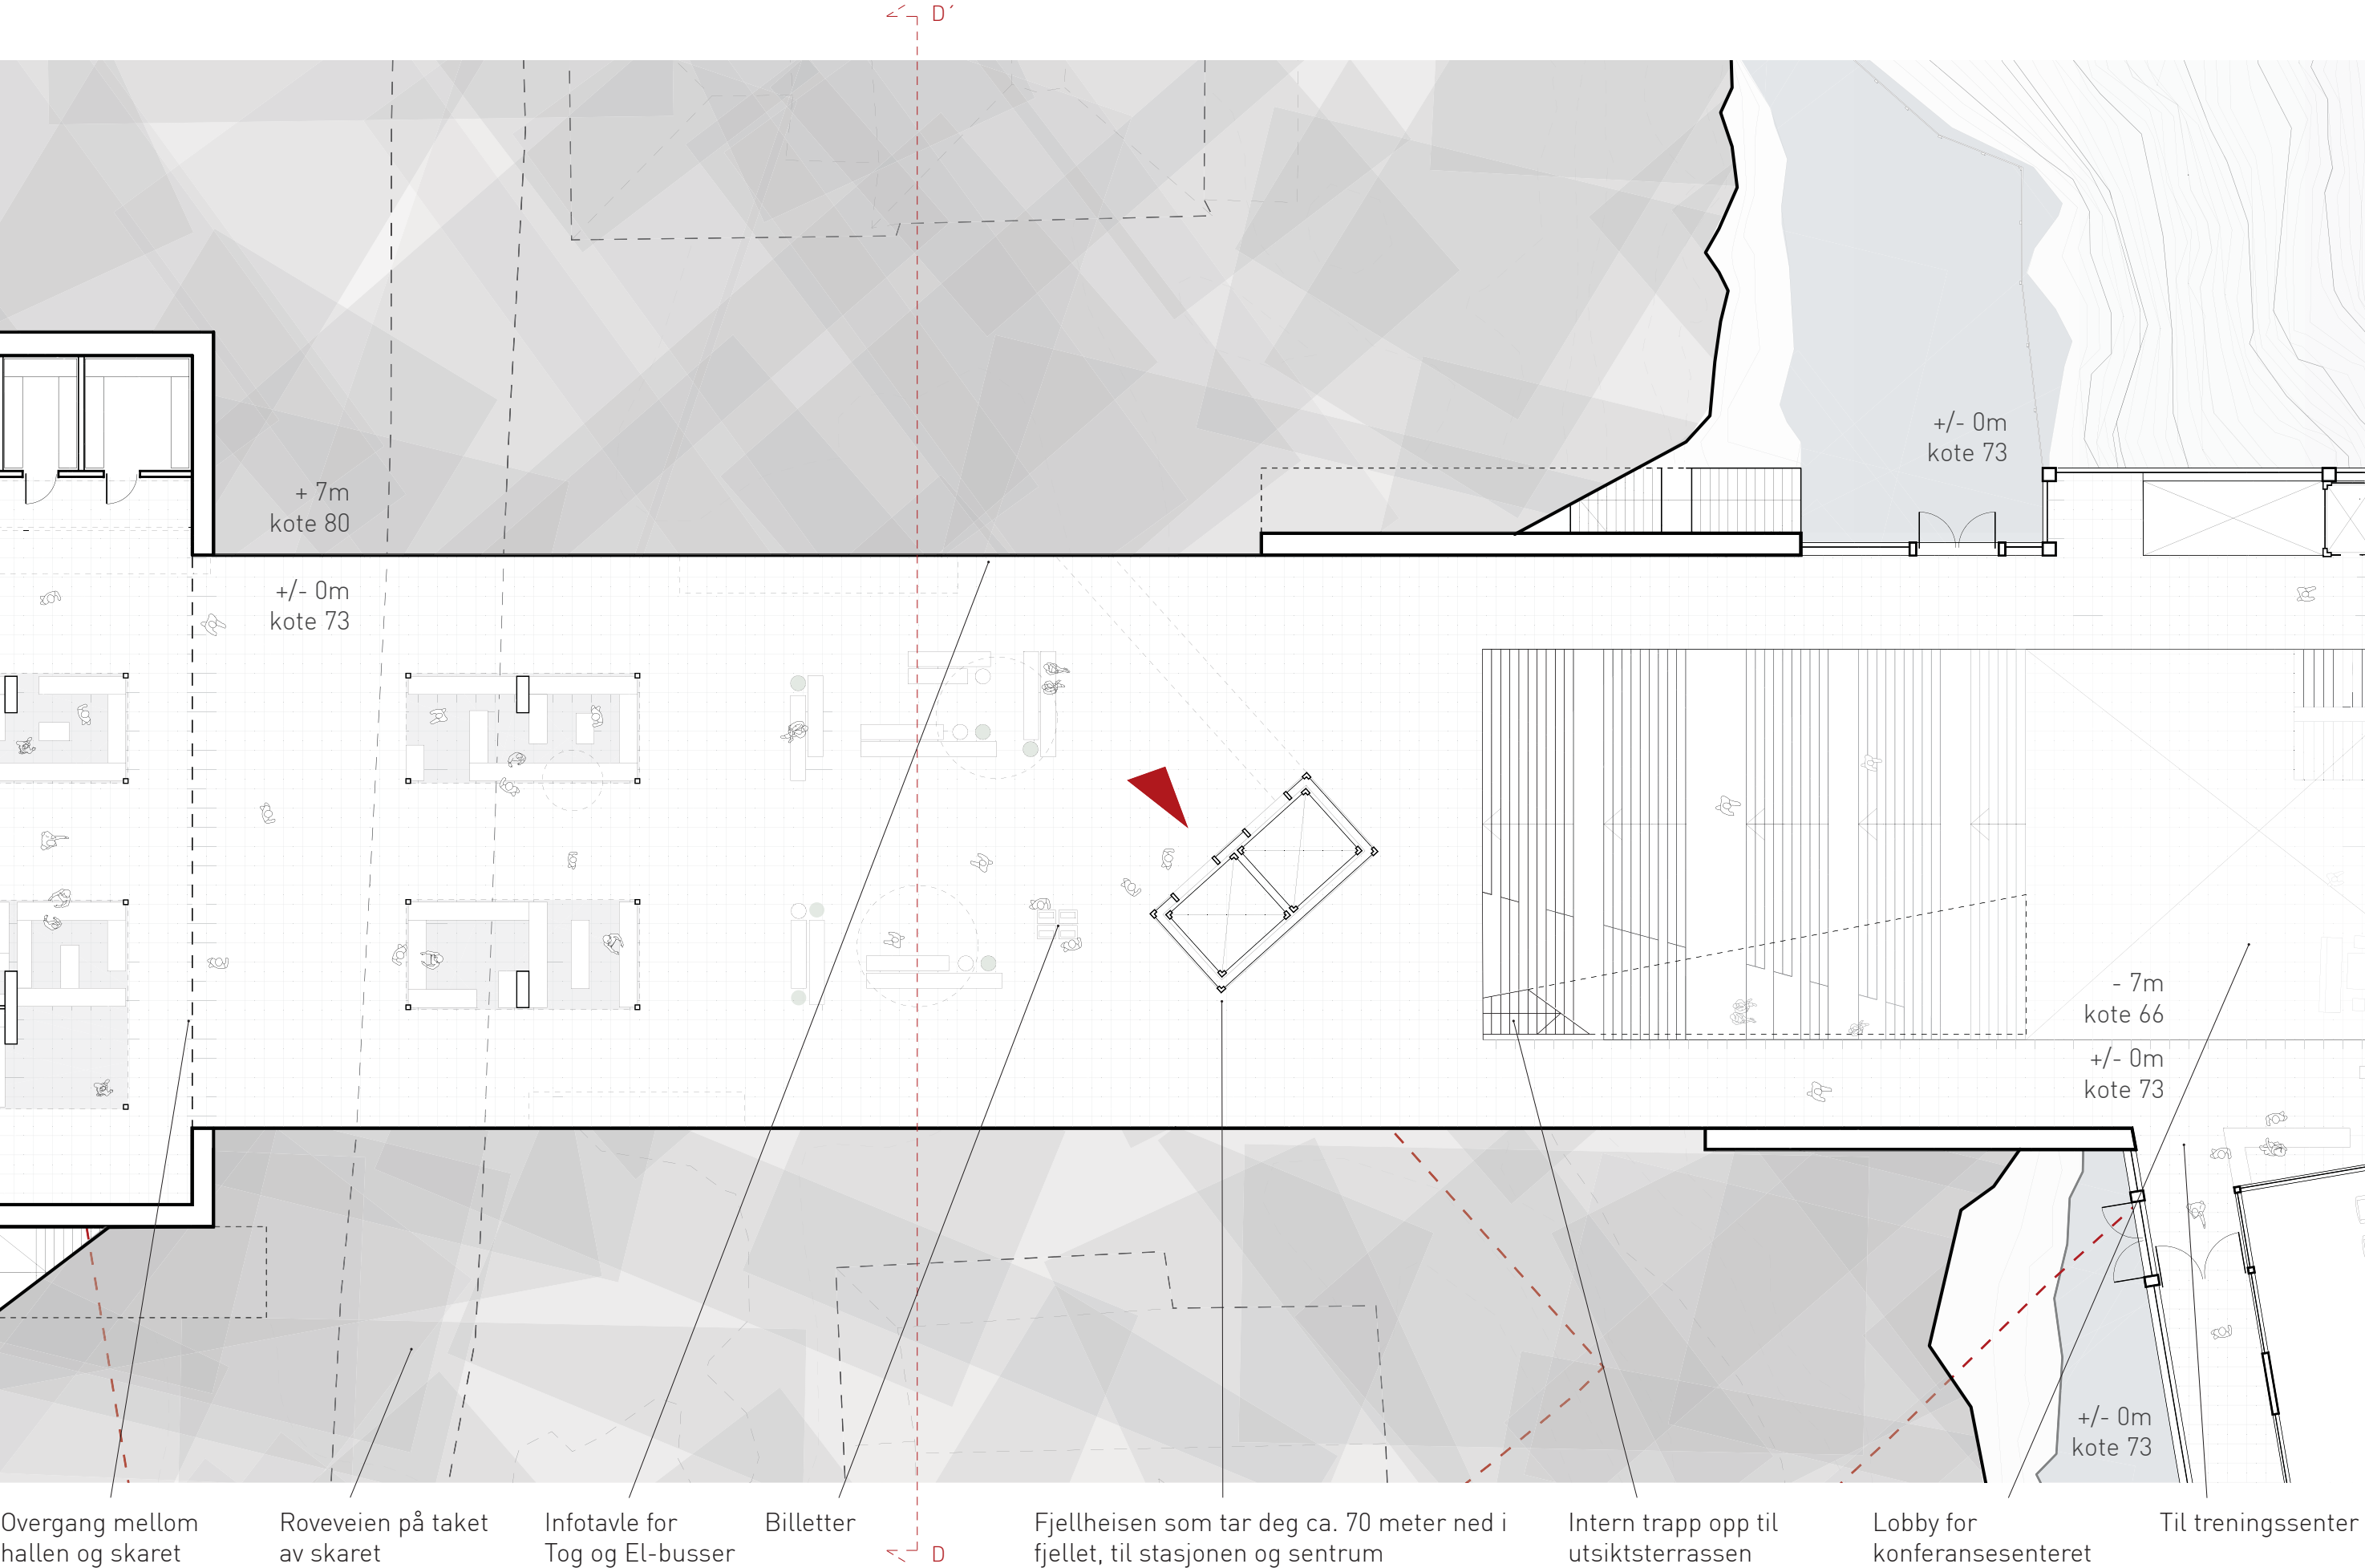 D´
+/- 0m
kote 73
+ 7m
kote 80
+/- 0m
kote 73
- 7m
kote 66
+/- 0m
kote 73
+/- 0m
kote 73
Overgang mellom
hallen og skaret
Roveveien på taket
av skaret
Infotavle for
Tog og El-busser
Billetter
D
Fjellheisen som tar deg ca. 70 meter ned i
fjellet, til stasjonen og sentrum
Intern trapp opp til
utsiktsterrassen
Lobby for
konferansesenteret
Til treningssenter